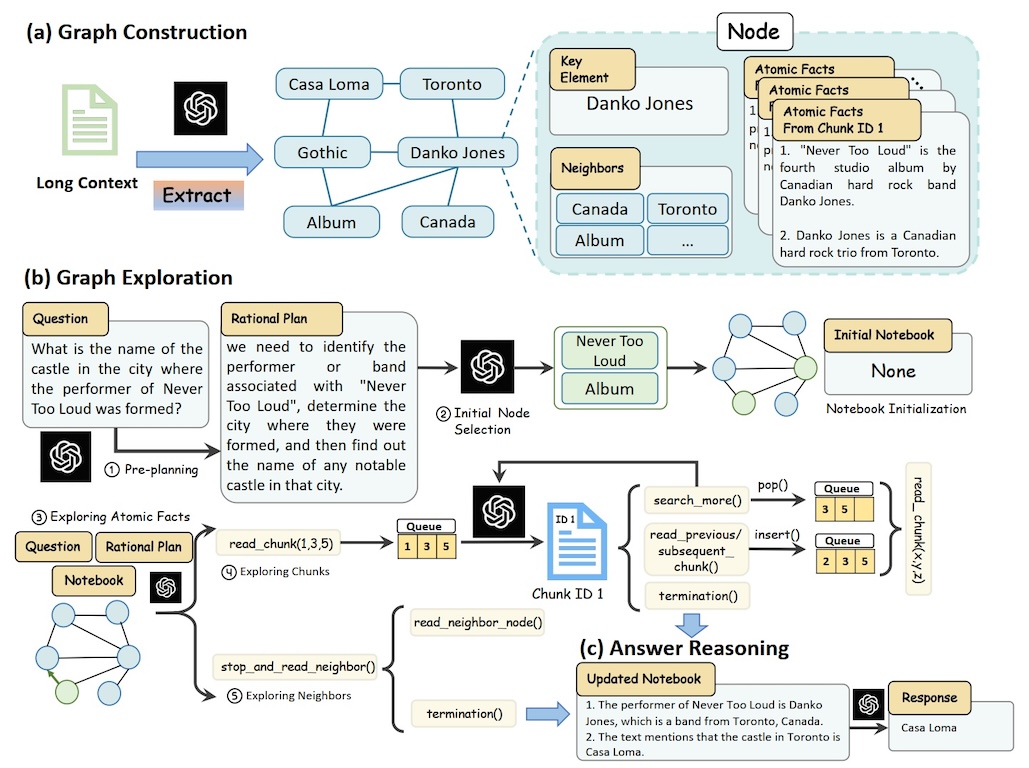 (a) Graph Construction
Long Context
Extract
Casa Loma
Toronto
Gothic
Danko Jones
Album
Canada
Node
Key
Element
Danko Jones
Neighbors
Canada
Toronto
Album
...
Atomic Facts
Atomic Facts
Atomic Facts
From Chunk ID 1
1. "Never Too Loud" is the
fourth studio album by
Canadian hard rock band
Danko Jones.
2. Danko Jones is a Canadian
hard rock trio from Toronto.
(b) Graph Exploration
Question
What is the name of the
castle in the city where
the performer of Never
Too Loud was formed?
① Pre-planning
Rational Plan
we need to identify the
performer or band
associated with "Never
Too Loud", determine the
city where they were
formed, and then find out
the name of any notable
castle in that city.
② Initial Node
Selection
Never Too
Loud
Album
Initial Notebook
None
Notebook Initialization
③ Exploring Atomic Facts
Question
Rational Plan
Notebook
read_chunk(1,3,5)
④ Exploring Chunks
Queue
1 3 5
ID 1
Chunk ID 1
search_more()
pop()
Queue
3 5
read_previous/
subsequent_
chunk()
insert()
Queue
2 3 5
termination()
read_chunk(x,y,z)
stop_and_read_neighbor()
⑤ Exploring Neighbors
read_neighbor_node()
termination()
(c) Answer Reasoning
Updated Notebook
1. The performer of Never Too Loud is Danko
Jones, which is a band from Toronto, Canada.
2. The text mentions that the castle in Toronto is
Casa Loma.
Response
Casa Loma